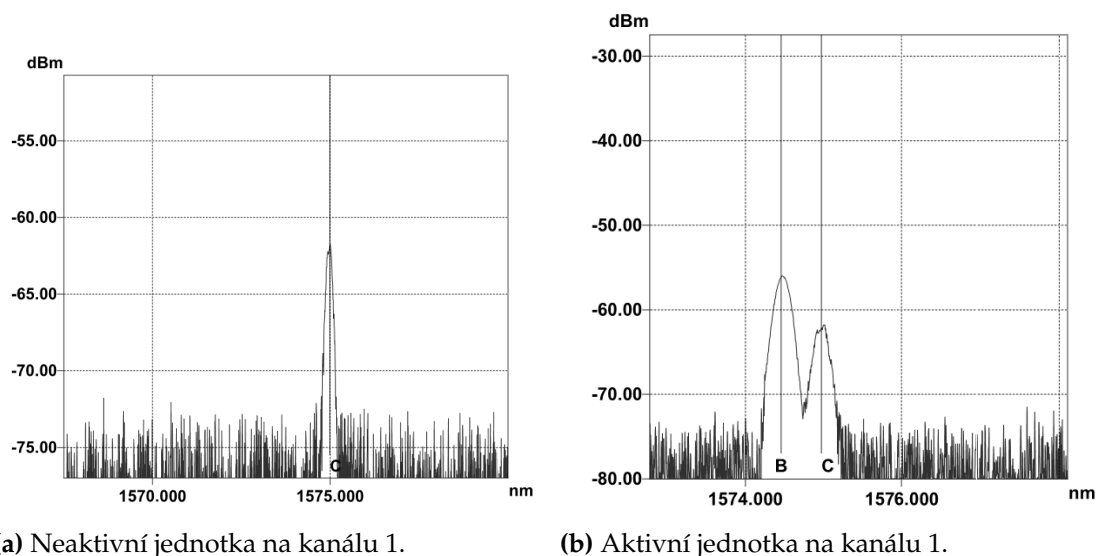 dBm
-55.00
-60.00
-65.00
-70.00
-75.00
C
1570.000
1575.000
nm
(a) Neaktivní jednotka na kanálu 1.
dBm
-30.00
-40.00
-50.00
-60.00
-70.00
-80.00
B
C
1574.000
1576.000
nm
(b) Aktivní jednotka na kanálu 1.